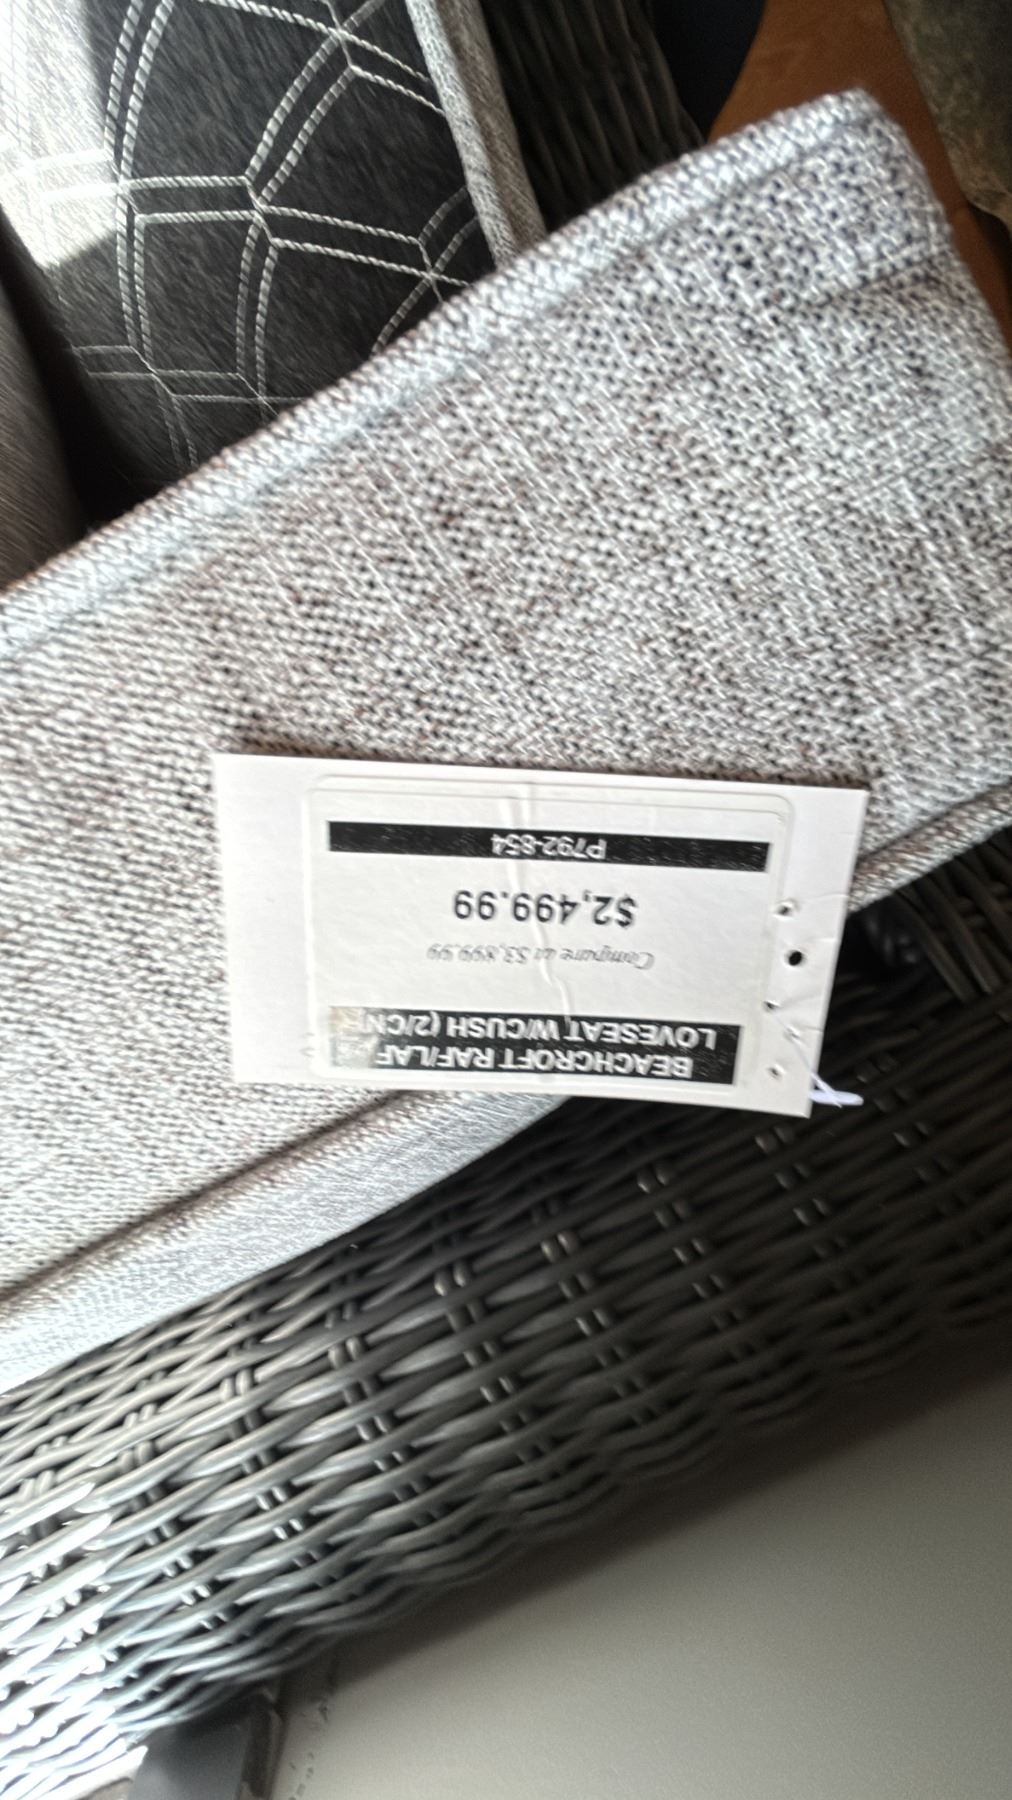 BEACHCROFT RAF/LAF
LOVESEAT W/CUSH (2/CN)
Compare at $3,899.99
$2,499.99
P792-854